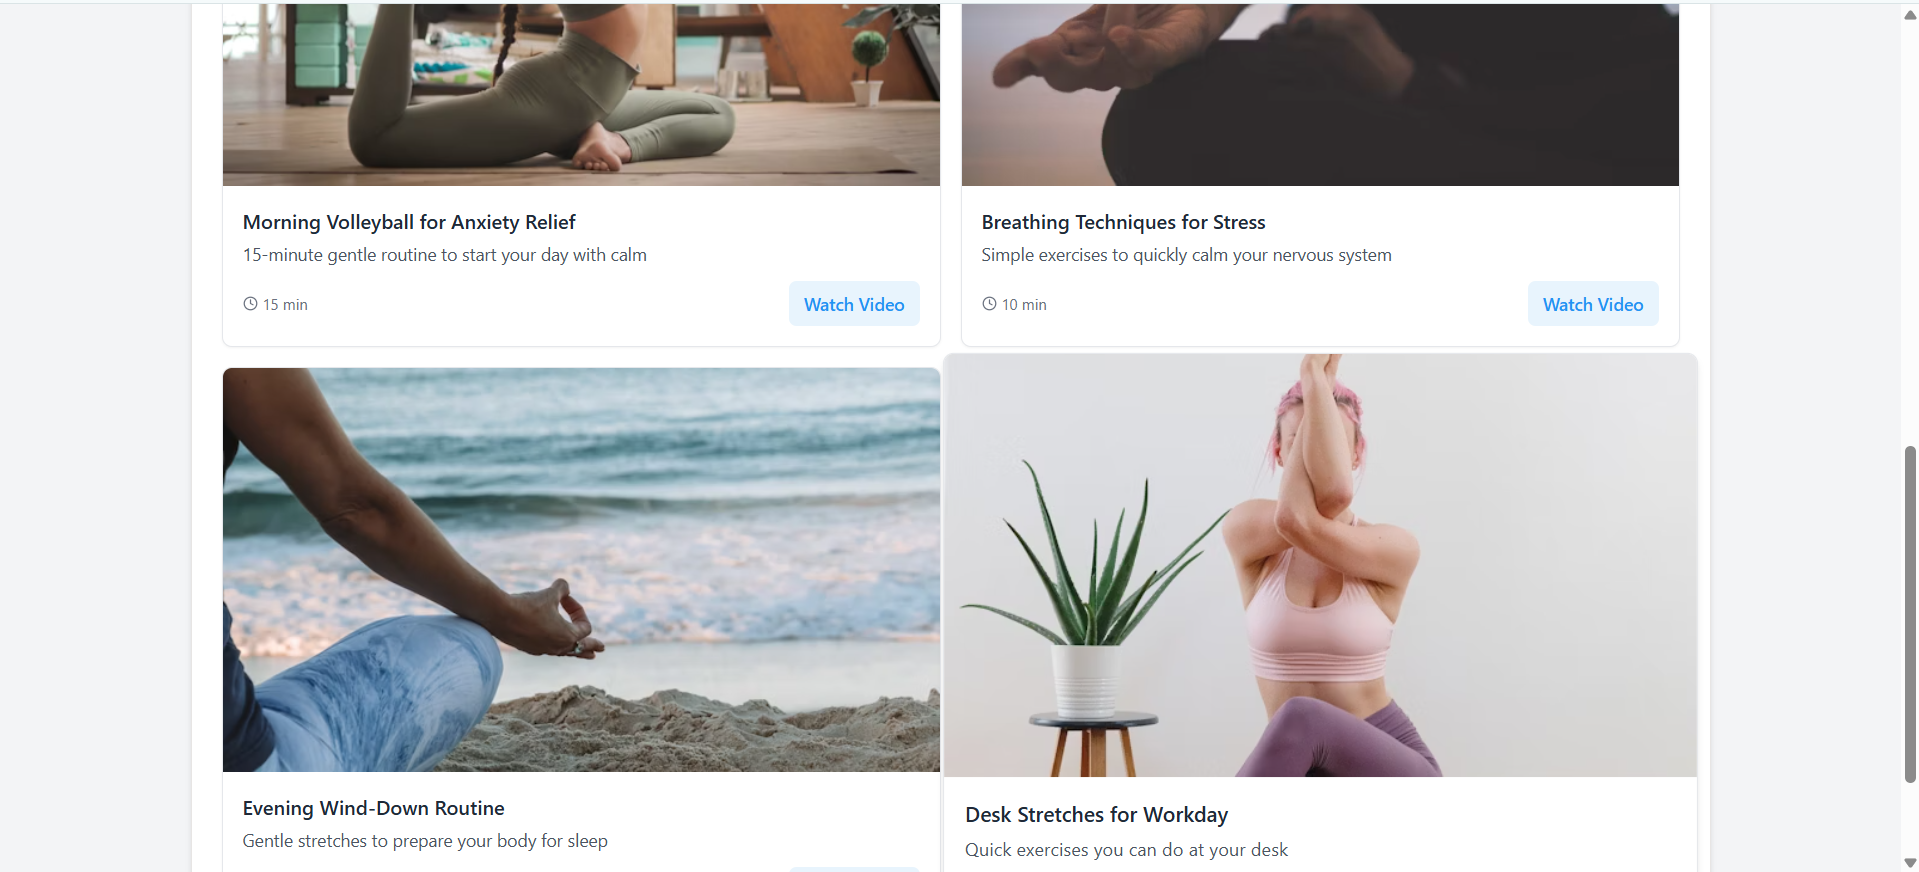 Morning Volleyball for Anxiety Relief
15-minute gentle routine to start your day with calm
15 min
Watch Video
Breathing Techniques for Stress
Simple exercises to quickly calm your nervous system
10 min
Watch Video
Evening Wind-Down Routine
Gentle stretches to prepare your body for sleep
Desk Stretches for Workday
Quick exercises you can do at your desk